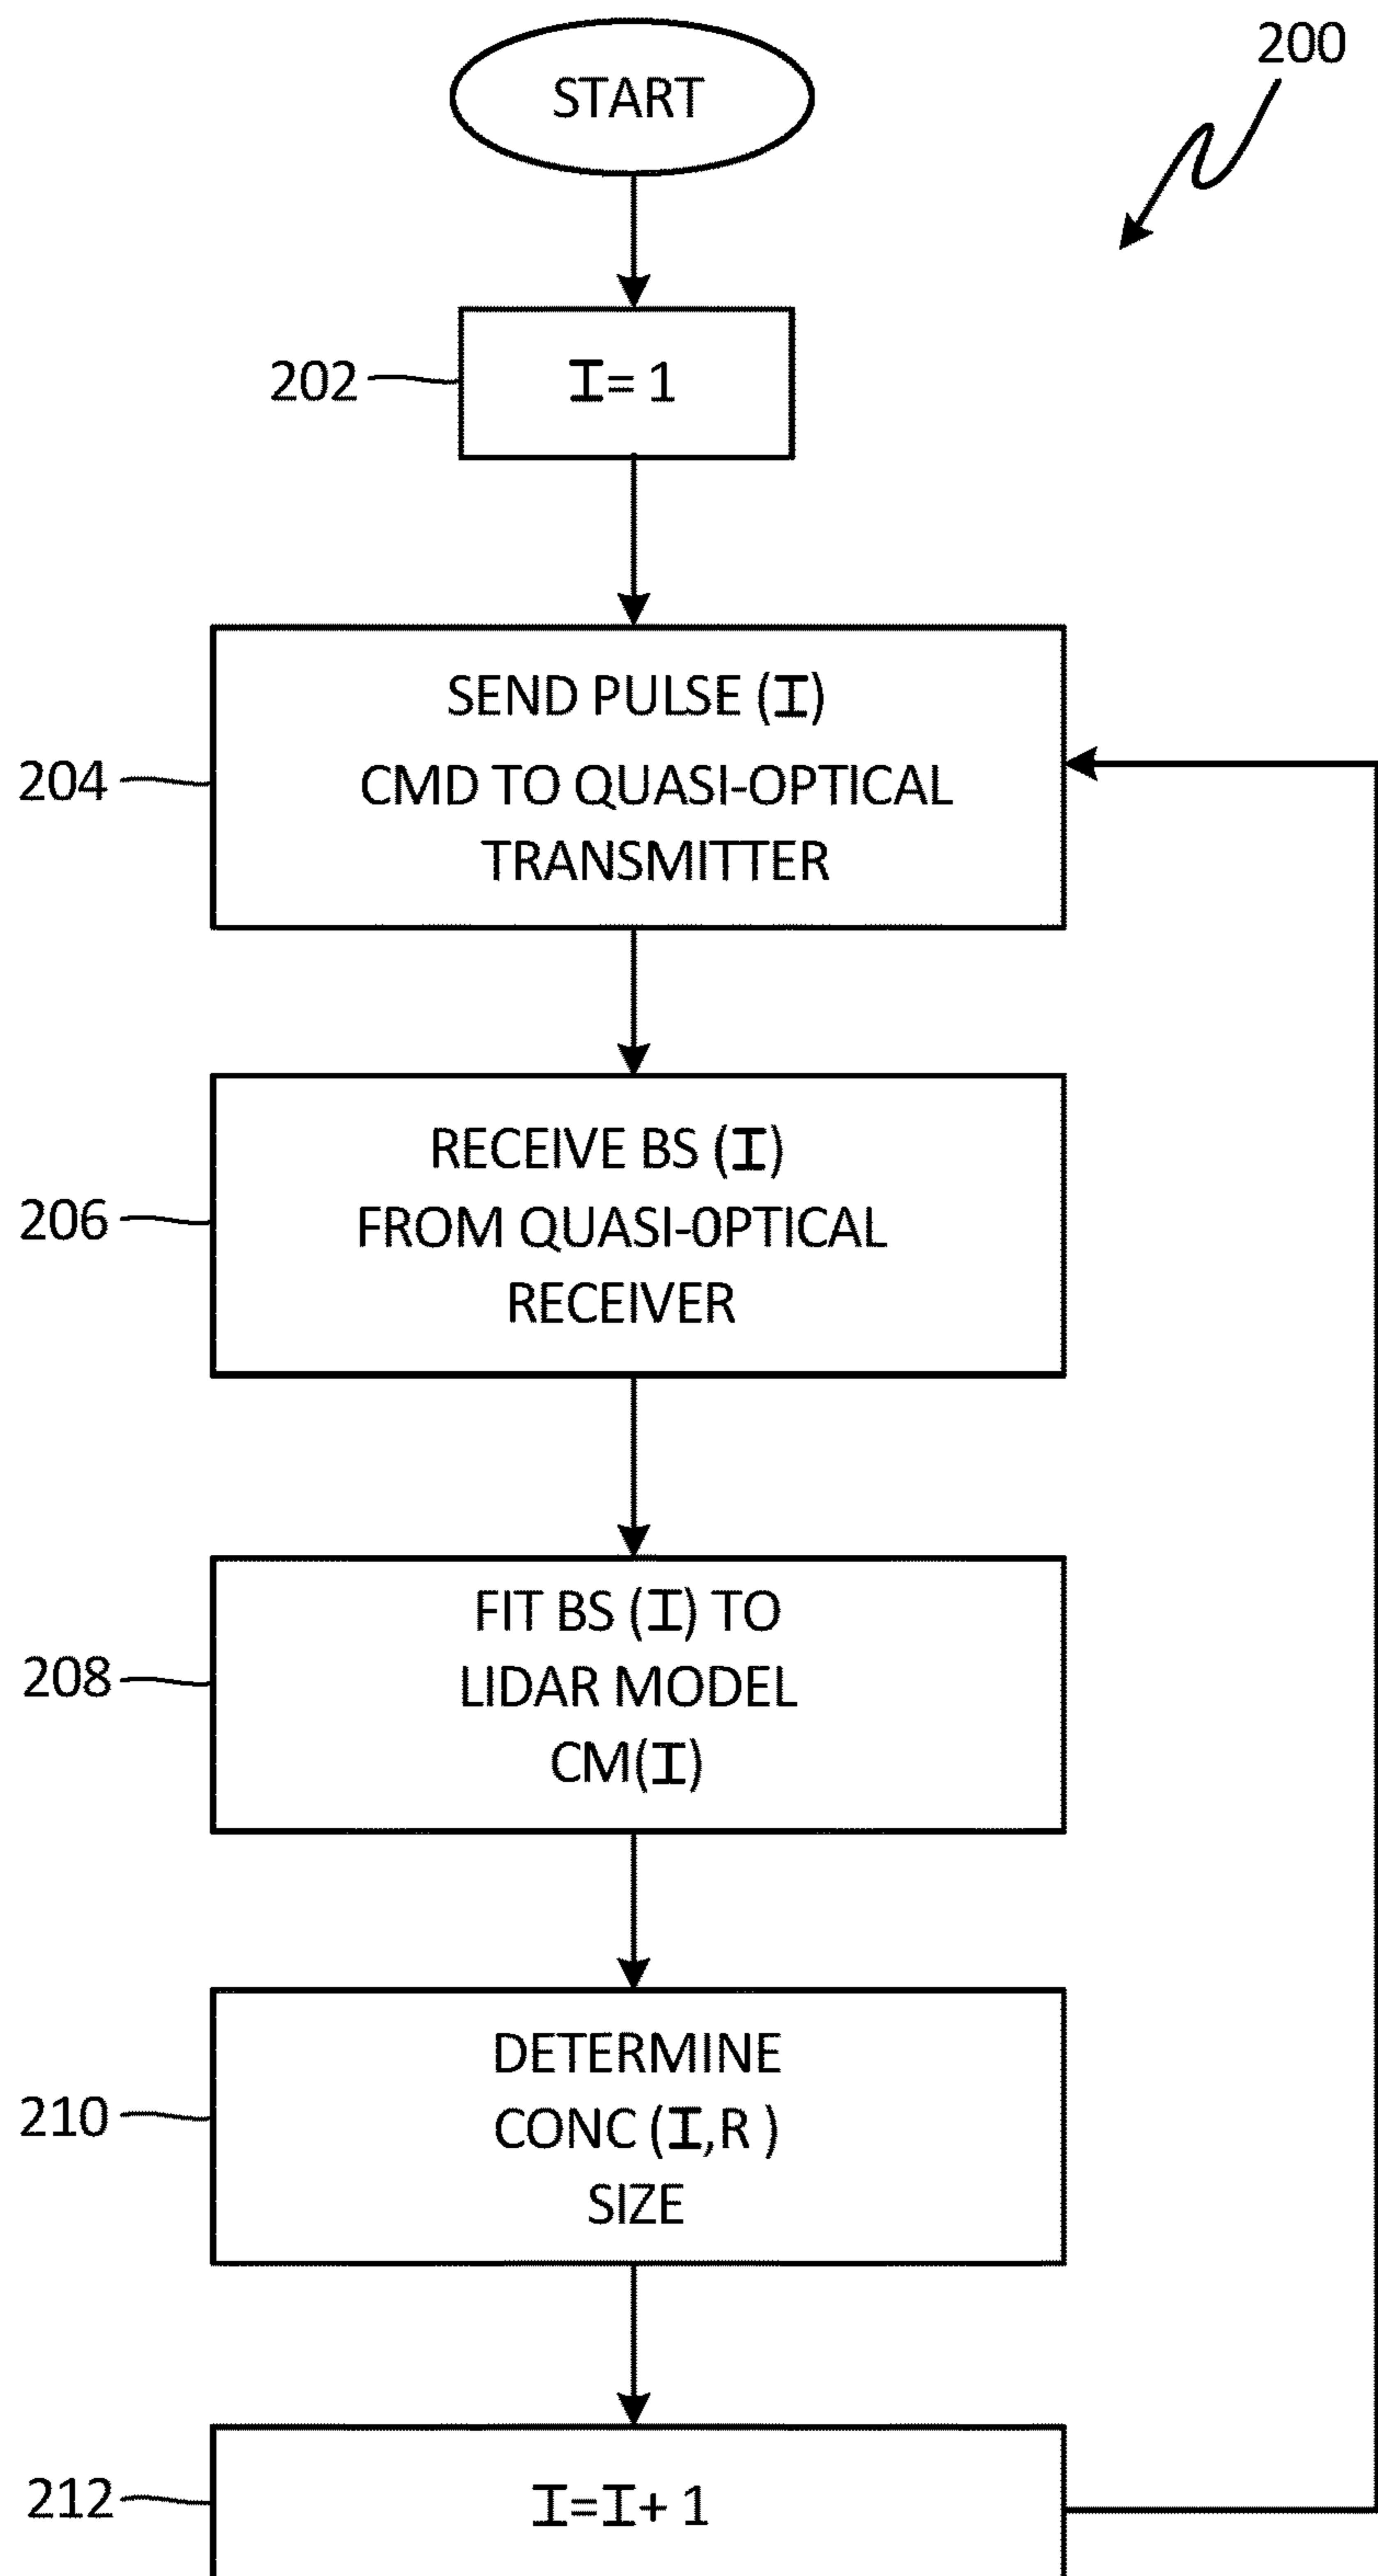 200
START
202
I= 1
204
SEND PULSE (I)
CMD TO QUASI-OPTICAL
TRANSMITTER
206
RECEIVE BS (I)
FROM QUASI-0PTICAL
RECEIVER
208
FIT BS (I) TO
LIDAR MODEL
CM(I)
210
DETERMINE
CONC (I,R )
SIZE
212
I=I+ 1